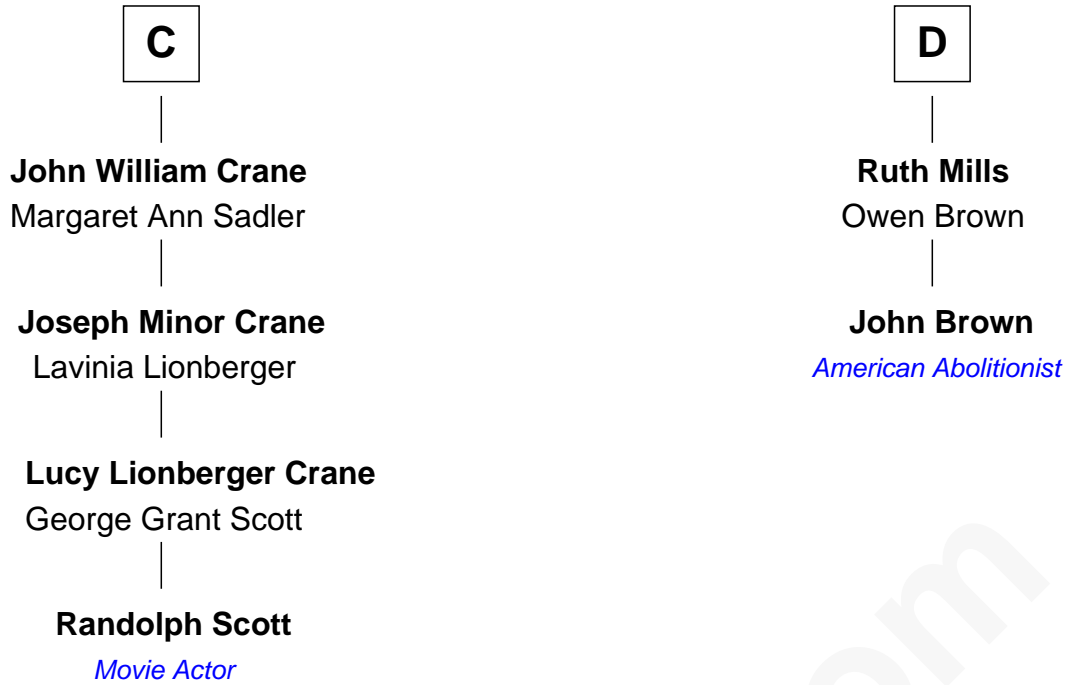 C
John William Crane
Margaret Ann Sadler
Joseph Minor Crane
Lavinia Lionberger
Lucy Lionberger Crane
George Grant Scott
Randolph Scott
Movie Actor
D
Ruth Mills
Owen Brown
John Brown
American Abolitionist